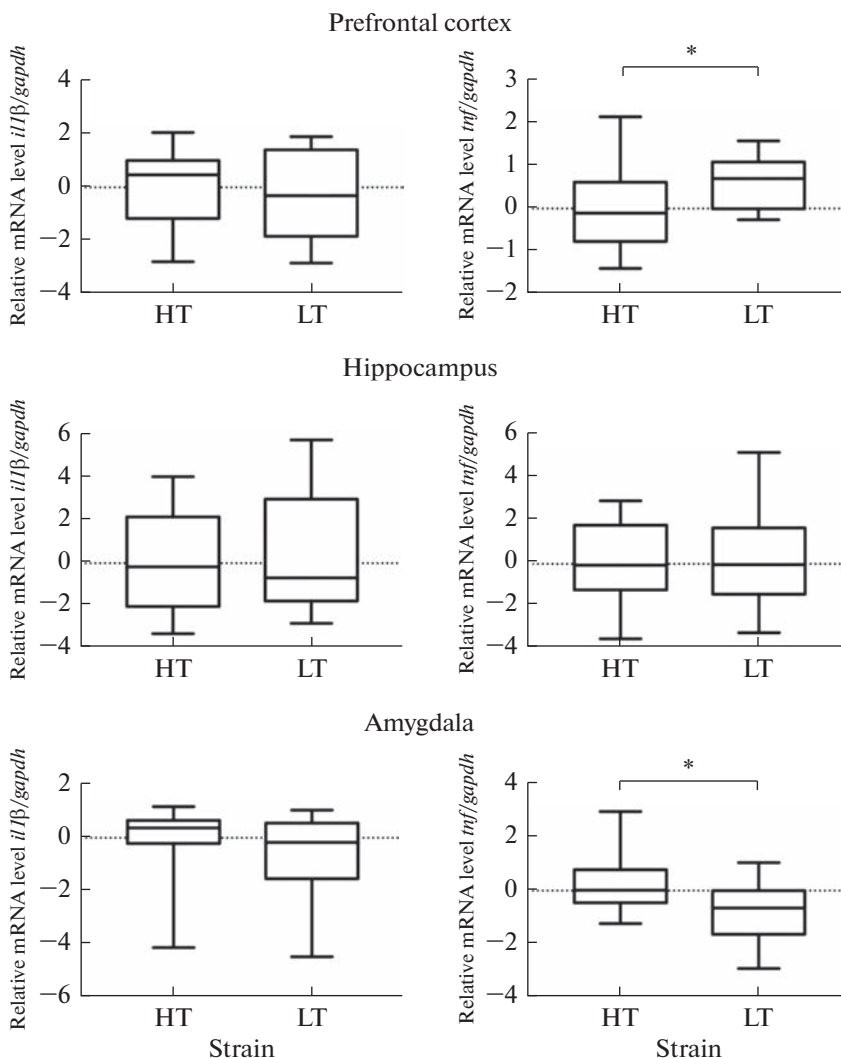 Prefrontal cortex
Relative mRNA level il1β/gapdh
4
2
0
−2
−4
HT LT
Relative mRNA level tnf/gapdh
*
3
2
1
0
−1
−2
HT LT
Hippocampus
Relative mRNA level il1β/gapdh
6
4
2
0
−2
−4
HT LT
Relative mRNA level tnf/gapdh
6
4
2
0
−2
−4
HT LT
Amygdala
Relative mRNA level il1β/gapdh
2
0
−2
−4
−6
HT LT
Strain
Relative mRNA level tnf/gapdh
*
4
2
0
−2
−4
HT LT
Strain